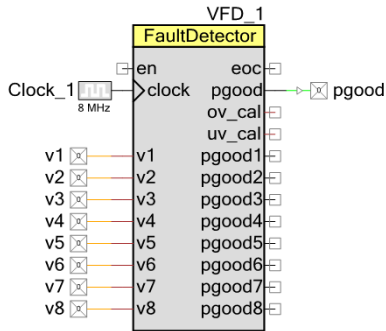 VFD_1
FaultDetector
en eoc
Clock_1 clock pgood pgood
8 MHz
ov_cal
uv_cal
v1 v1 pgood1
v2 v2 pgood2
v3 v3 pgood3
v4 v4 pgood4
v5 v5 pgood5
v6 v6 pgood6
v7 v7 pgood7
v8 v8 pgood8